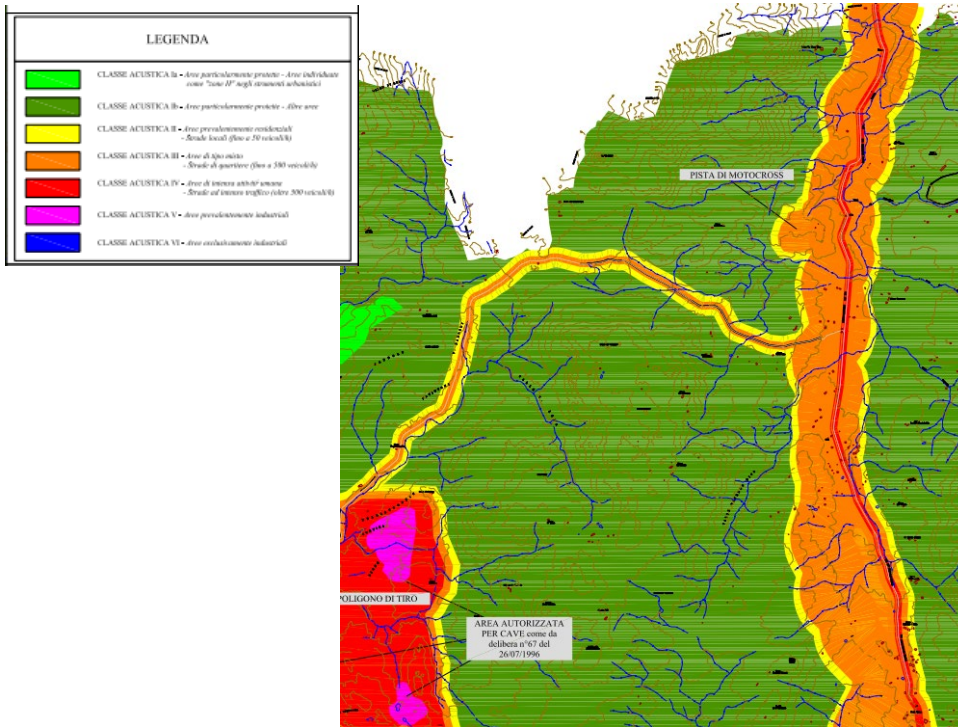 LEGENDA
CLASSE ACUSTICA Ia - Aree particolarmente protette - Aree individuate
come "zone H" negli strumenti urbanistici
CLASSE ACUSTICA Ib - Aree particolarmente protette - Altre aree
CLASSE ACUSTICA II - Aree prevalentemente residenziali
- Strade locali (fino a 50 veicoli/h)
CLASSE ACUSTICA III - Aree di tipo misto
- Strade di quartiere (fino a 500 veicoli/h)
CLASSE ACUSTICA IV - Aree di intensa attività umana
- Strade ad intenso traffico (oltre 500 veicoli/h)
CLASSE ACUSTICA V - Aree prevalentemente industriali
CLASSE ACUSTICA VI - Aree esclusivamente industriali
PISTA DI MOTOCROSS
POLIGONO DI TIRO
AREA AUTORIZZATA
PER CAVE come da
delibera n°67 del
26/07/1996